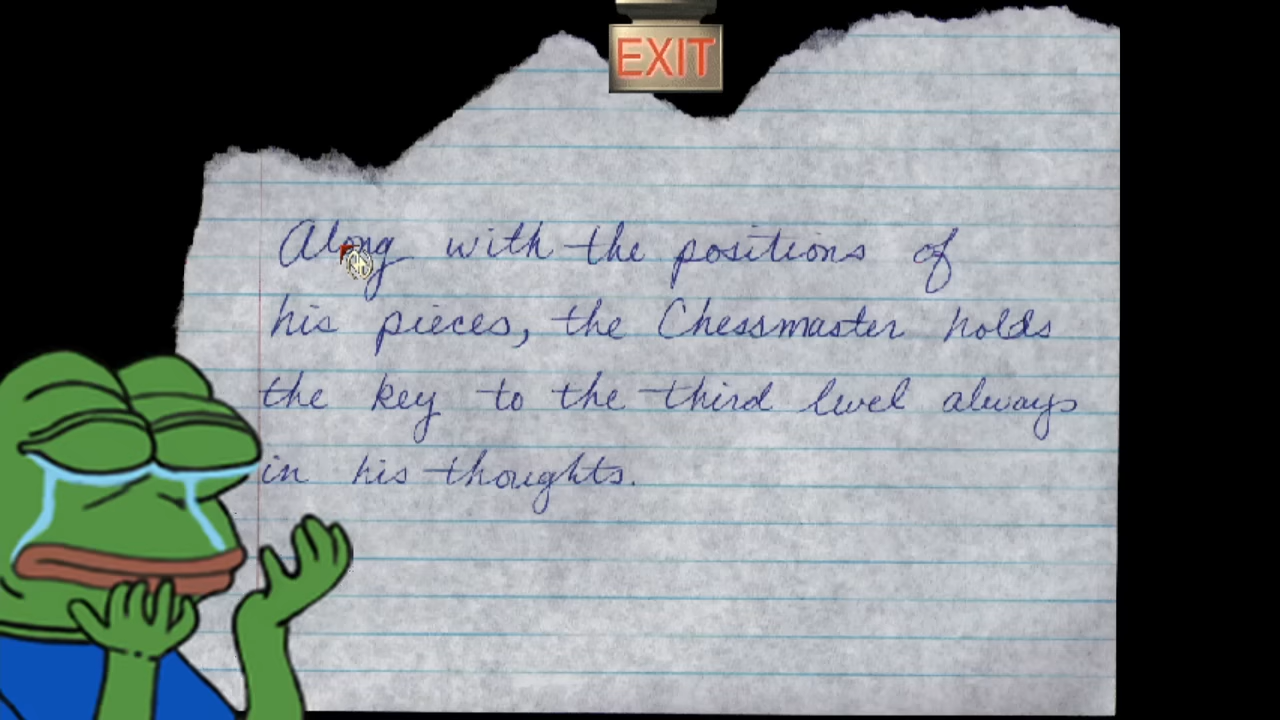 EXIT
Along with the positions of
his pieces, the Chessmaster holds
the key to the third level always
in his thoughts.